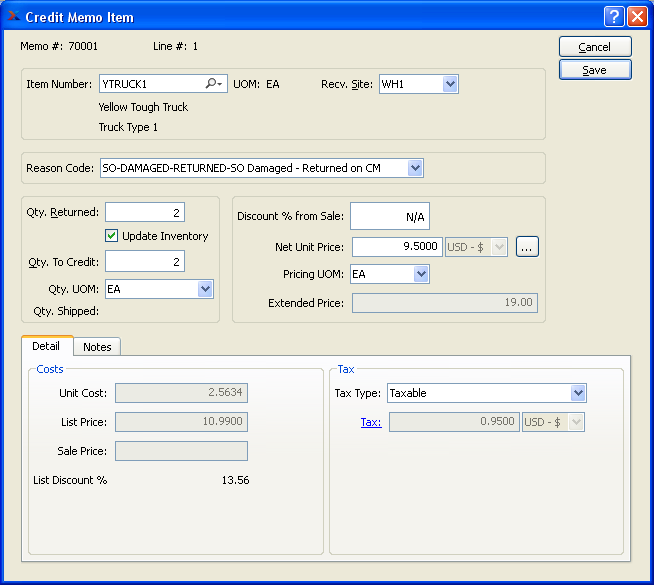 Credit Memo Item
Memo #: 70001 Line #: 1 Cancel
Save
Item Number: YTRUCK1 UOM: EA Recv. Site: WH1
Yellow Tough Truck
Truck Type 1
Reason Code: SO-DAMAGED-RETURNED-SO Damaged - Returned on CM
Qty. Returned: 2
Update Inventory
Qty. To Credit: 2
Qty. UOM: EA
Qty. Shipped:
Discount % from Sale: N/A
Net Unit Price: 9.5000 USD - $ ...
Pricing UOM: EA
Extended Price: 19.00
Detail Notes
Costs
Unit Cost: 2.5634
List Price: 10.9900
Sale Price:
List Discount % 13.56
Tax
Tax Type: Taxable
Tax: 0.9500 USD - $